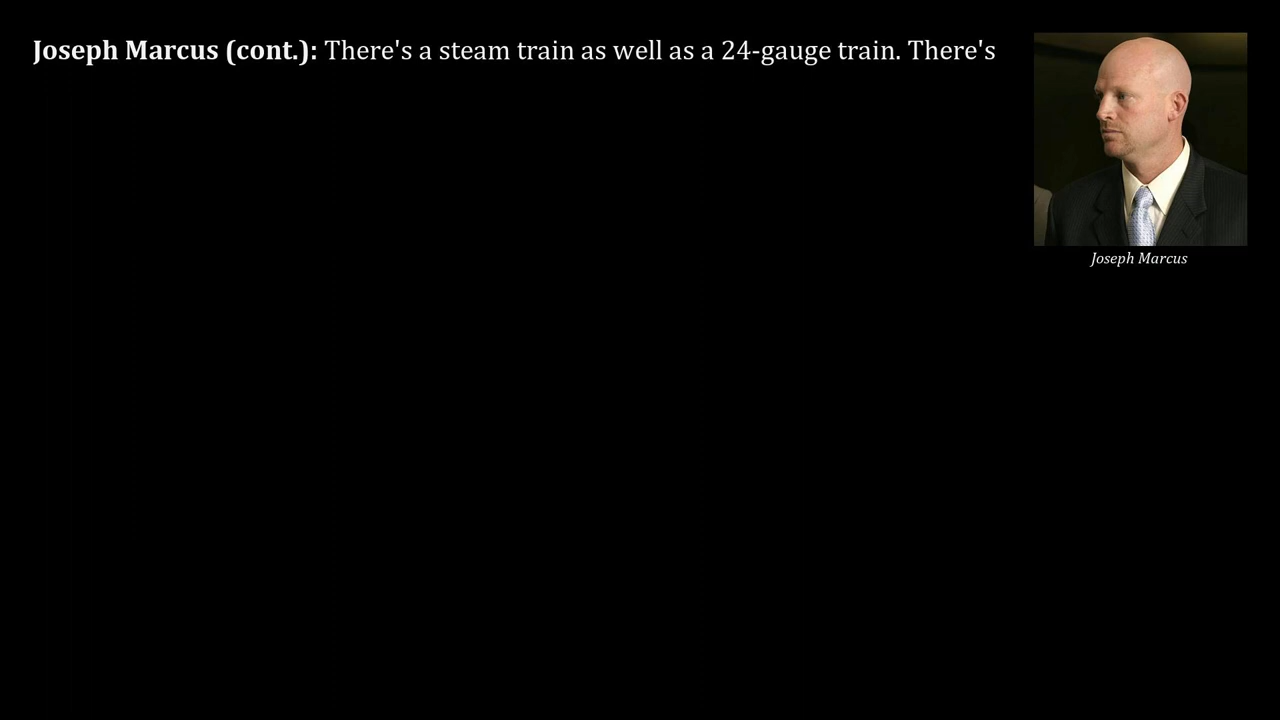 Joseph Marcus (cont.): There's a steam train as well as a 24-gauge train. There's
Joseph Marcus